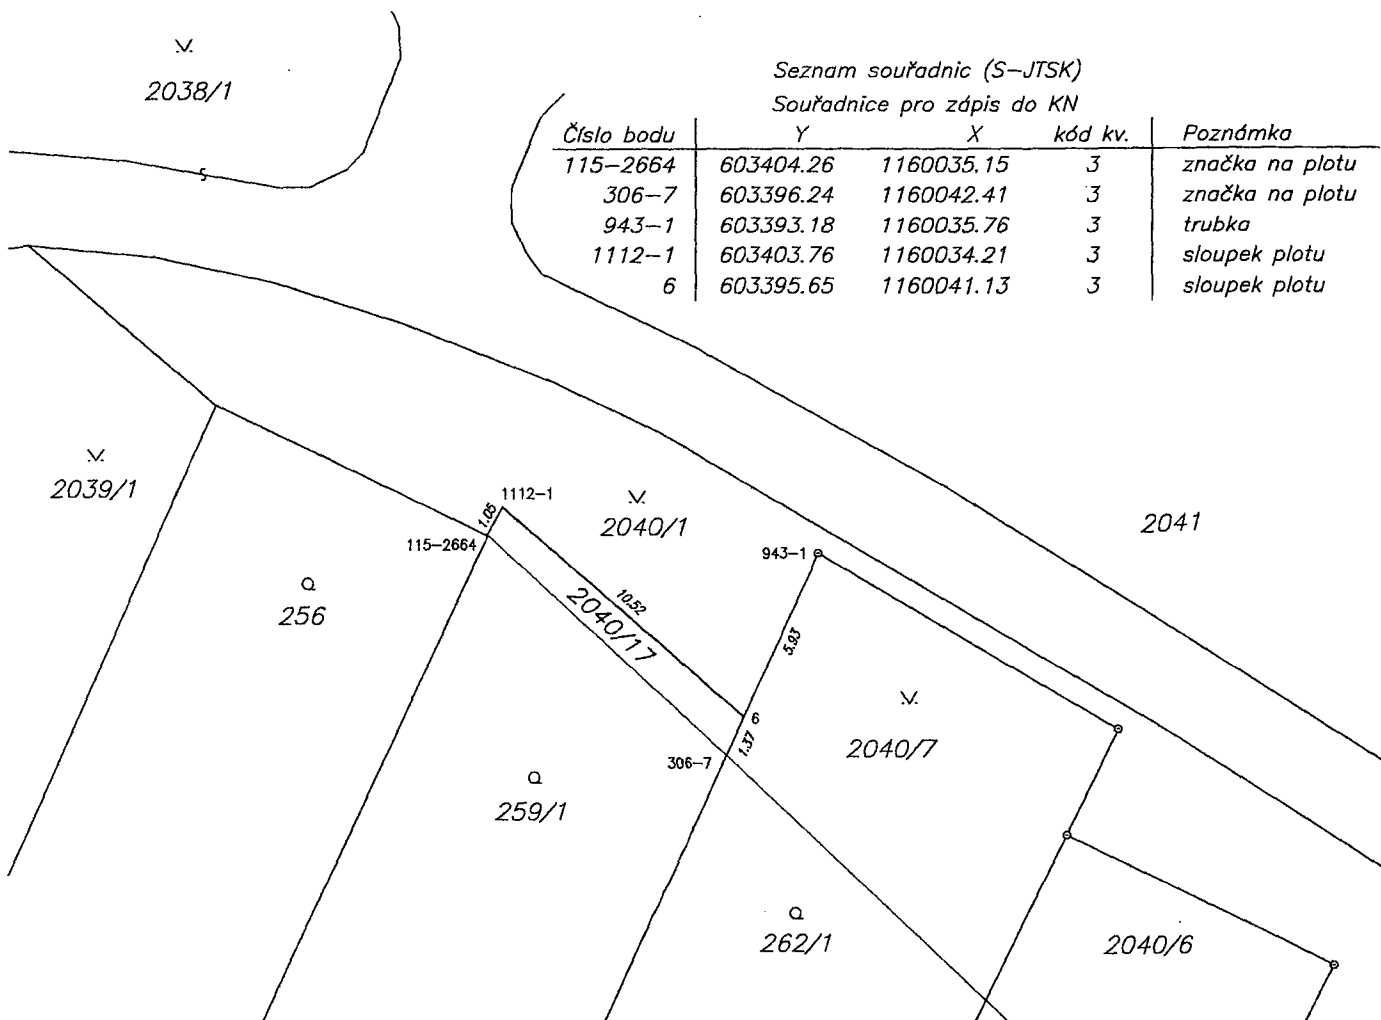 2038/1
Seznam souřadnic (S-JTSK)
Souřadnice pro zápis do KN
Číslo bodu Y X kód kv. Poznámka
115-2664 603404.26 1160035.15 3 značka na plotu
306-7 603396.24 1160042.41 3 značka na plotu
943-1 603393.18 1160035.76 3 trubka
1112-1 603403.76 1160034.21 3 sloupek plotu
6 603395.65 1160041.13 3 sloupek plotu
2039/1
1112-1
1.05
2040/1
2041
115-2664
943-1
256
10.52
2040/17
5.93
6
1.37
306-7
2040/7
259/1
262/1
2040/6